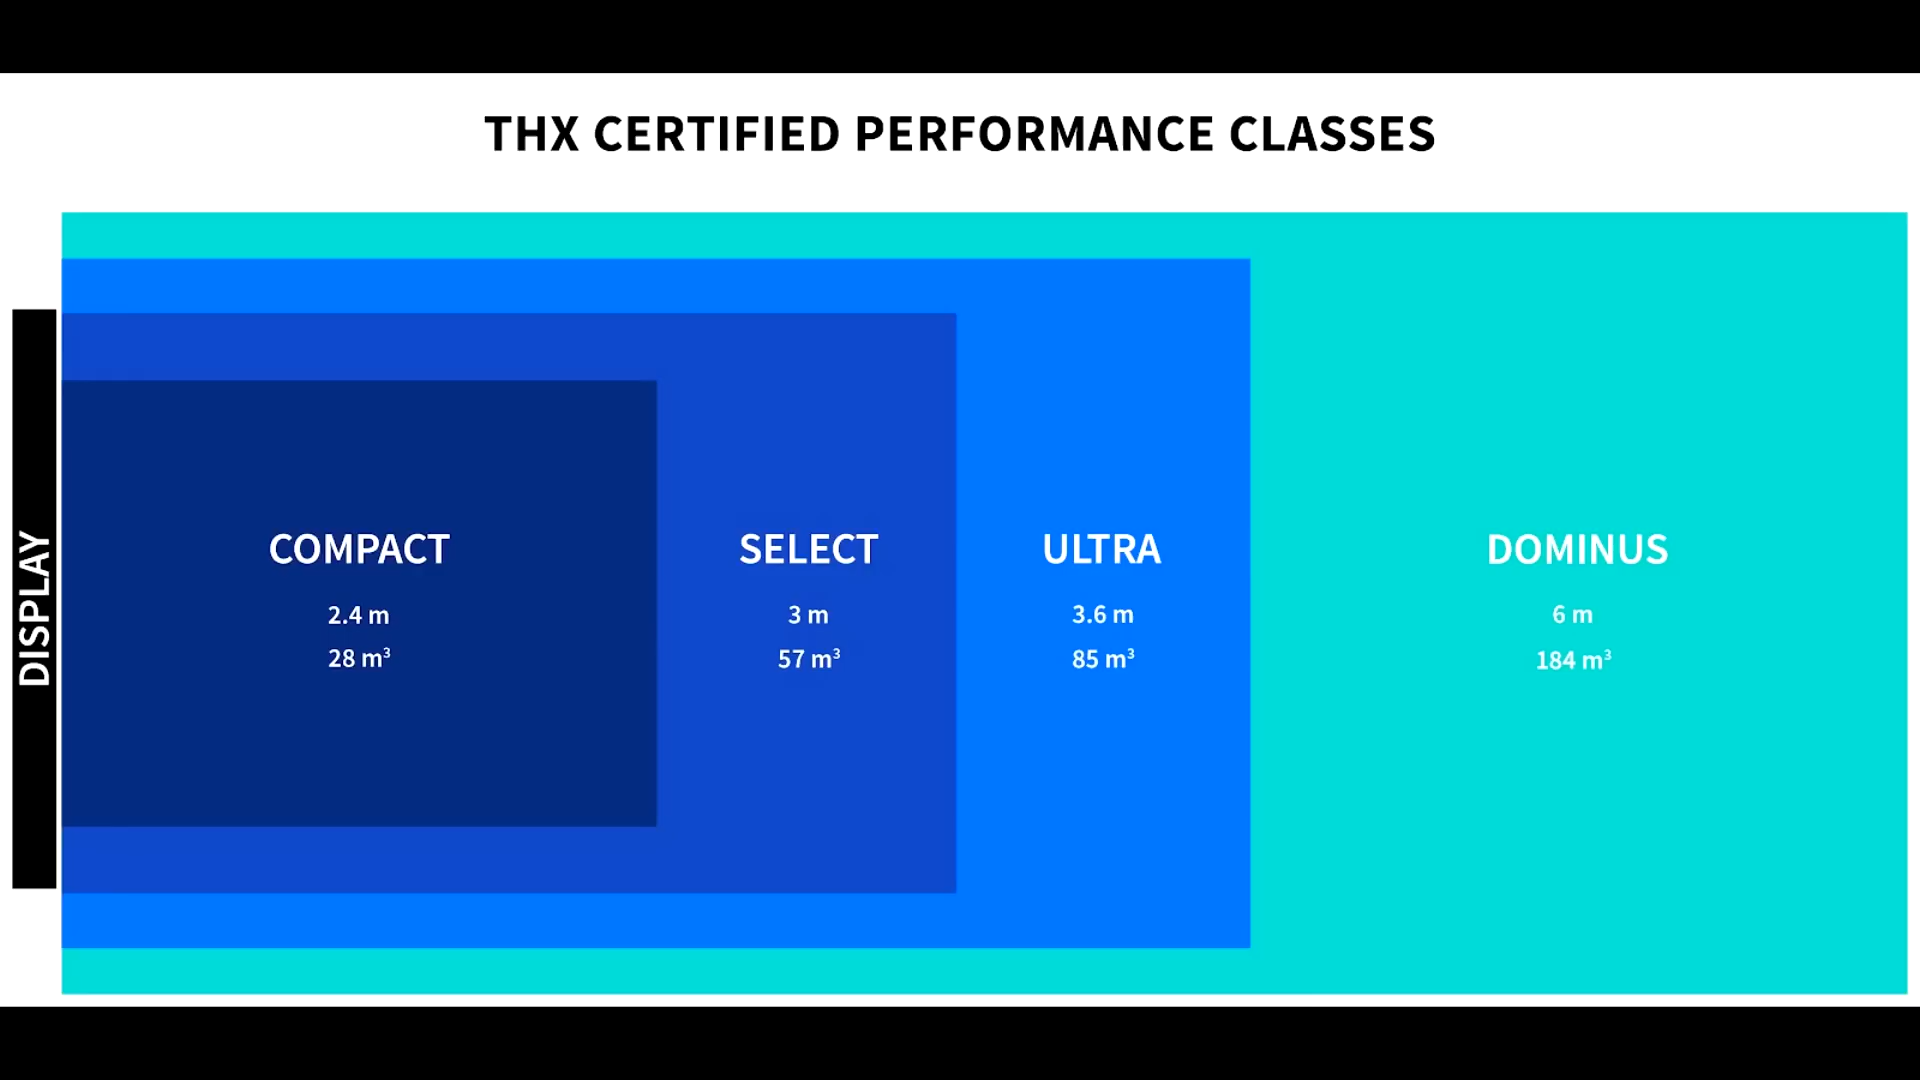 THX CERTIFIED PERFORMANCE CLASSES
DISPLAY
COMPACT
2.4 m
28 m³
SELECT
3 m
57 m³
ULTRA
3.6 m
85 m³
DOMINUS
6 m
184 m³